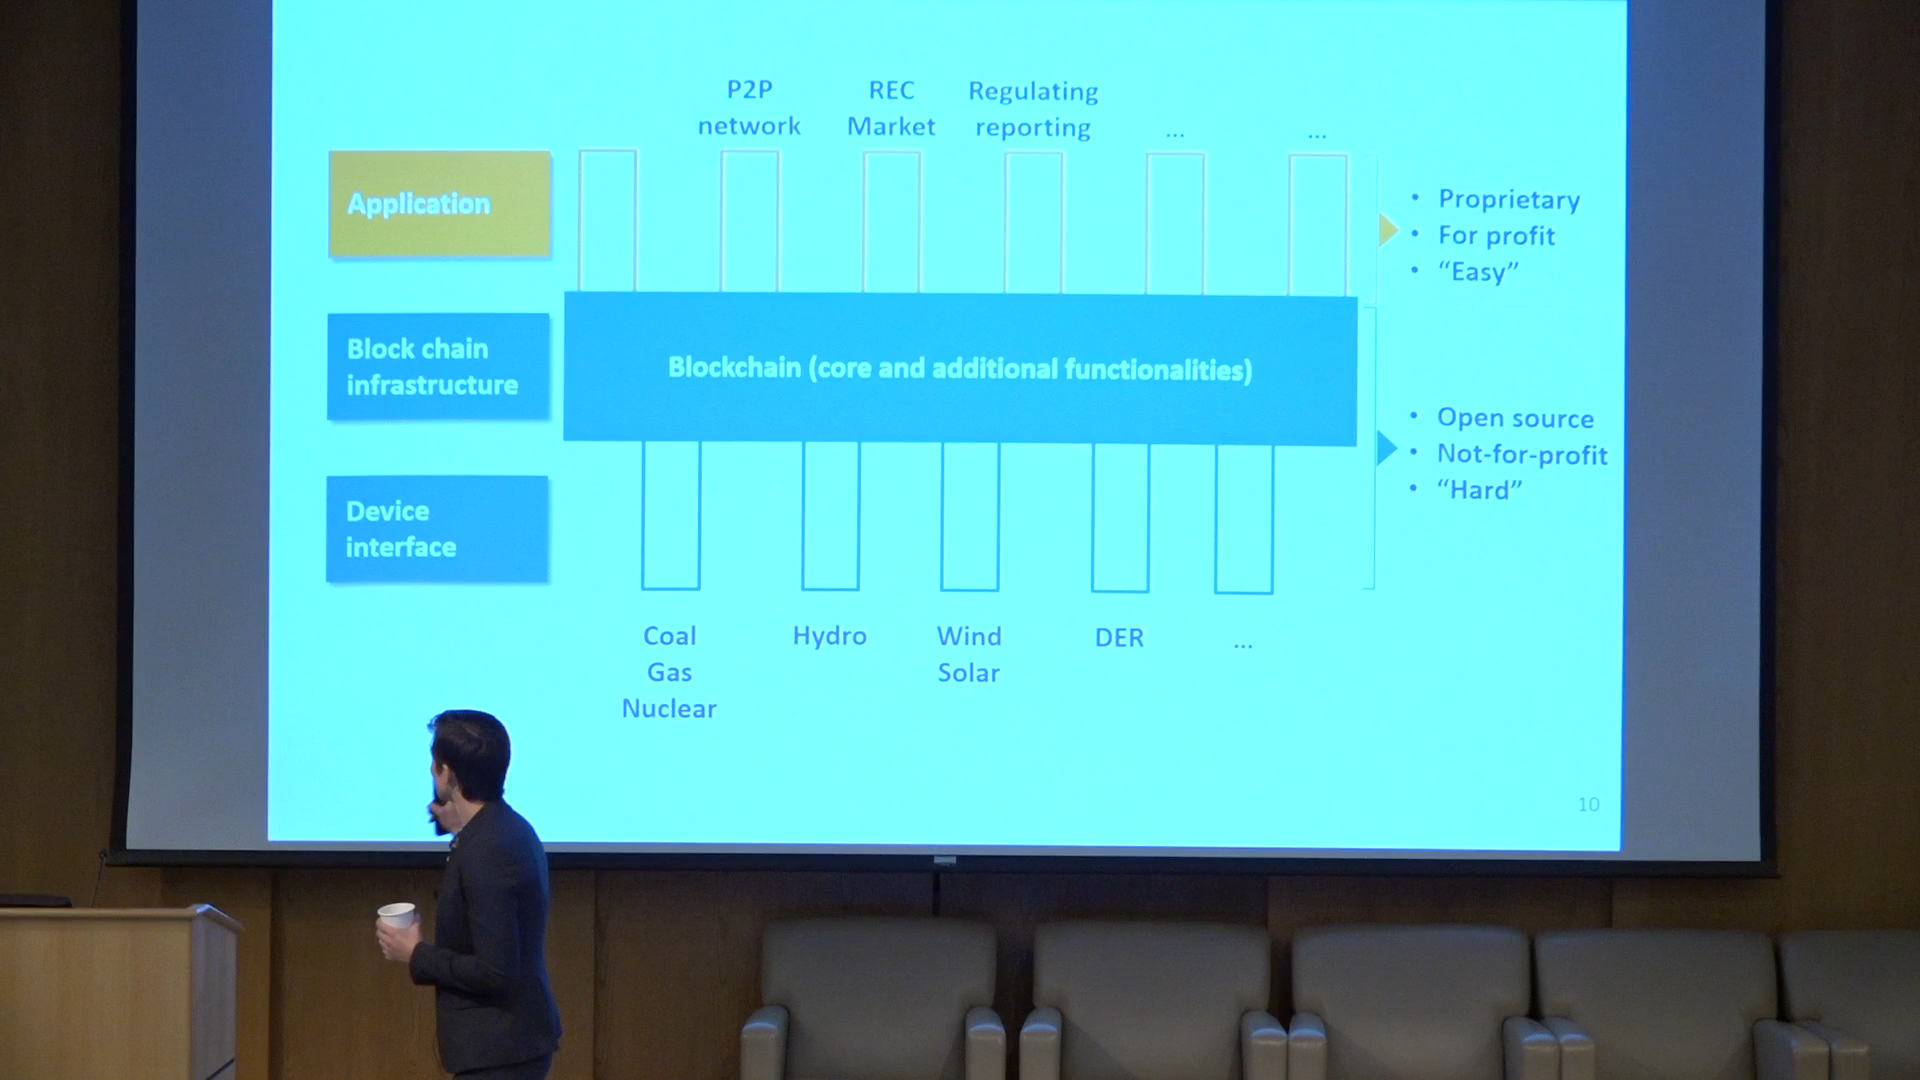 P2P
network
REC
Market
Regulating
reporting
...
...
Application
• Proprietary
• For profit
• “Easy”
Block chain
infrastructure
Blockchain (core and additional functionalities)
• Open source
• Not-for-profit
• “Hard”
Device
interface
Coal
Gas
Nuclear
Hydro
Wind
Solar
DER
...
10